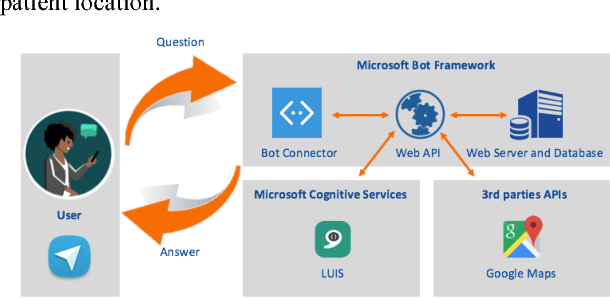 patient location.
Question
Microsoft Bot Framework
Bot Connector
Web API
Web Server and Database
User
Microsoft Cognitive Services
3rd parties APIs
Answer
LUIS
g
Google Maps